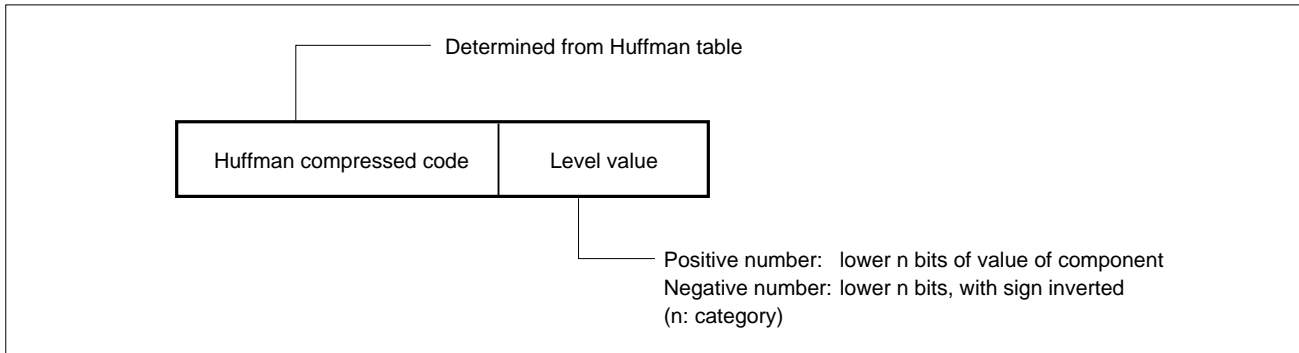 Determined from Huffman table
Huffman compressed code
Level value
Positive number: lower n bits of value of component
Negative number: lower n bits, with sign inverted
(n: category)